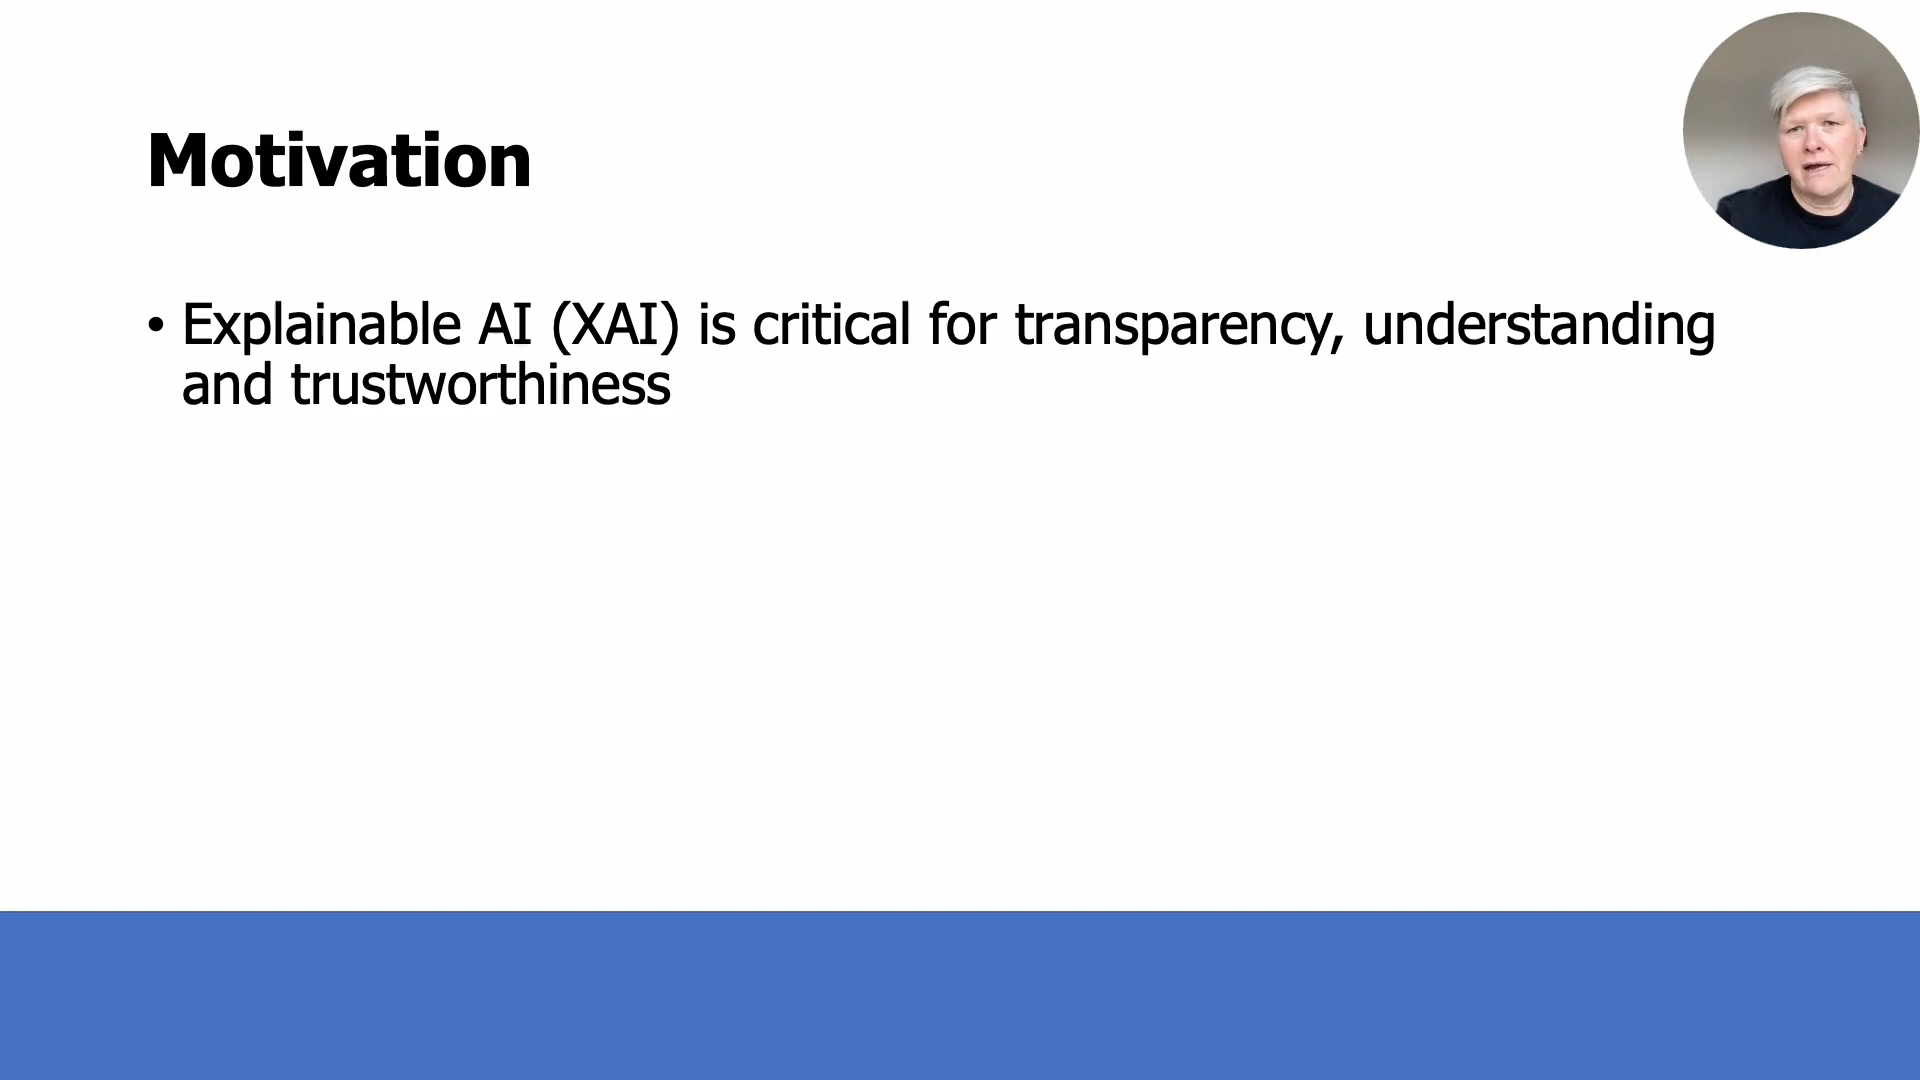 Motivation
• Explainable AI (XAI) is critical for transparency, understanding
and trustworthiness